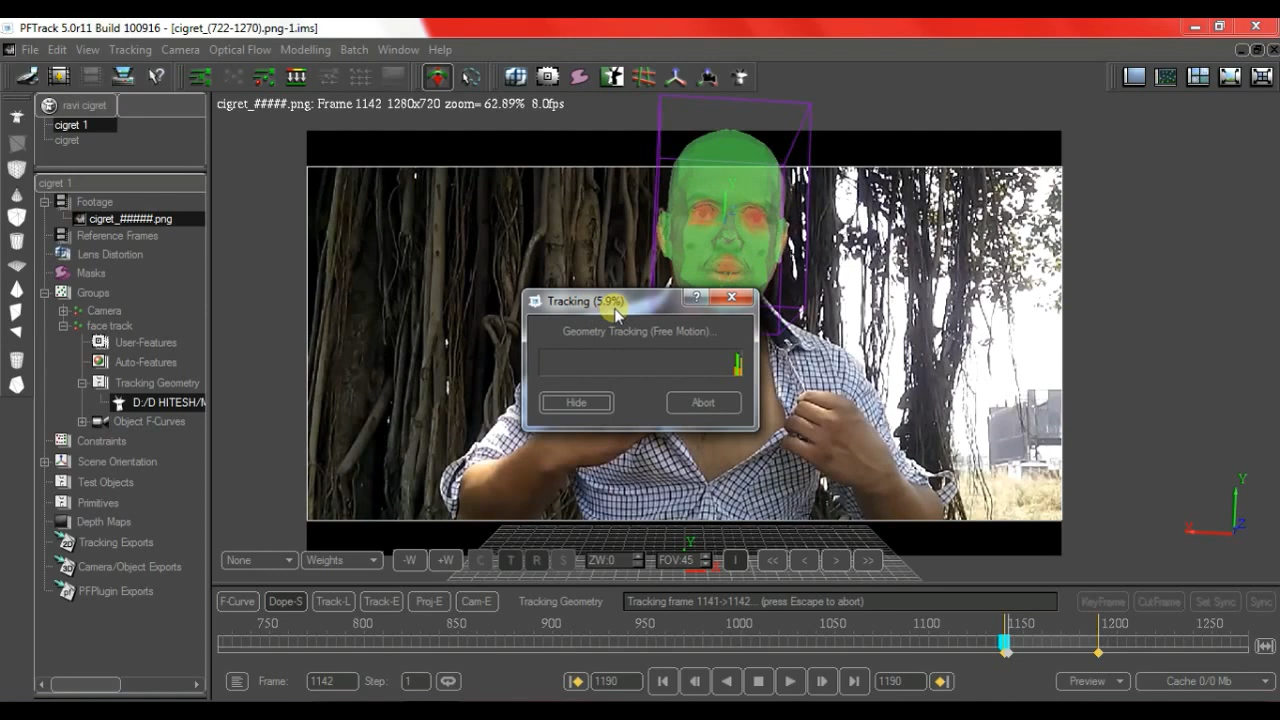 PFTrack 5.0r11 Build 100916 - [cigret_(722-1270).png-1.ims]
File Edit View Tracking Camera Optical Flow Modelling Batch Window Help
ravi cigret
cigret 1
cigret
cigret_#####.png: Frame 1142 1280x720 zoom= 62.89% 8.0fps
cigret 1
Footage
cigret_######.png
Reference Frames
Lens Distortion
Masks
Groups
Camera
face track
User-Features
Auto-Features
Tracking Geometry
D:/D HITESH/M
Object F-Curves
Constraints
Scene Orientation
Test Objects
Primitives
Depth Maps
Tracking Exports
Camera/Object Exports
PFPlugin Exports
Tracking (5.9%)
Geometry Tracking (Free Motion)...
Hide Abort
Y
Y
Z
Y
None Weights -W +W C T R S ZW:0 FOV:45 I << < > >>
F-Curve Dope-S Track-L Track-E Proj-E Cam-E Tracking Geometry Tracking frame 1141->1142... (press Escape to abort) KeyFrame CutFrame Set Sync Sync
750 800 850 900 950 1000 1050 1100 1150 1200 1250
Frame: 1142 Step: 1 1190 1190 Preview Cache 0/0 Mb